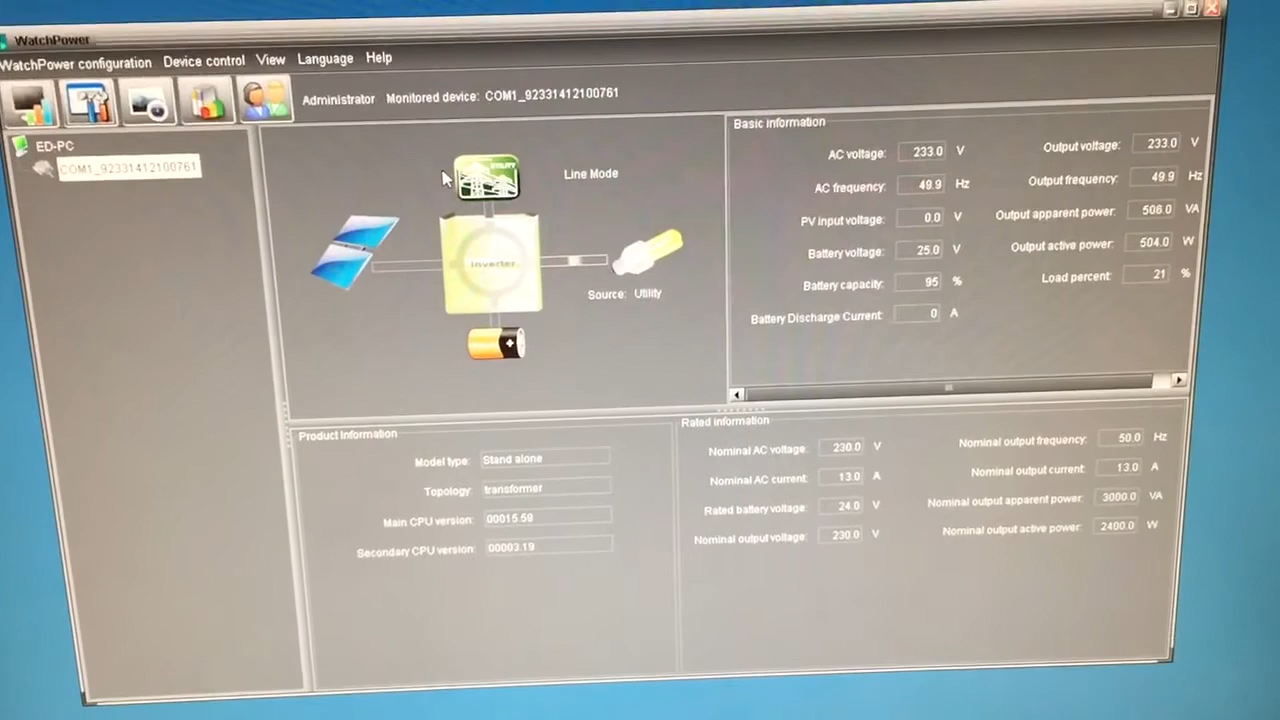 WatchPower
WatchPower configuration Device control View Language Help
Administrator Monitored device: COM1_92331412100761
ED-PC
COM1_92331412100761
UTILITY
Line Mode
Inverter
Source: Utility
Basic information
AC voltage: 233.0 V
AC frequency: 49.9 Hz
PV input voltage: 0.0 V
Battery voltage: 25.0 V
Battery capacity: 95 %
Battery Discharge Current: 0 A
Output voltage: 233.0 V
Output frequency: 49.9 Hz
Output apparent power: 506.0 VA
Output active power: 504.0 W
Load percent: 21 %
Product Information
Model type: Stand alone
Topology: transformer
Main CPU version: 00015.59
Secondary CPU version: 00003.19
Rated information
Nominal AC voltage: 230.0 V
Nominal AC current: 13.0 A
Rated battery voltage: 24.0 V
Nominal output voltage: 230.0 V
Nominal output frequency: 50.0 Hz
Nominal output current: 13.0 A
Nominal output apparent power: 3000.0 VA
Nominal output active power: 2400.0 W